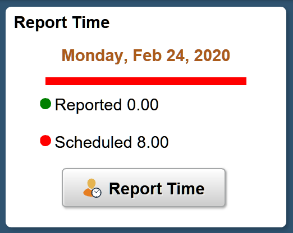 Report Time
Monday, Feb 24, 2020
Reported 0.00
Scheduled 8.00
Report Time